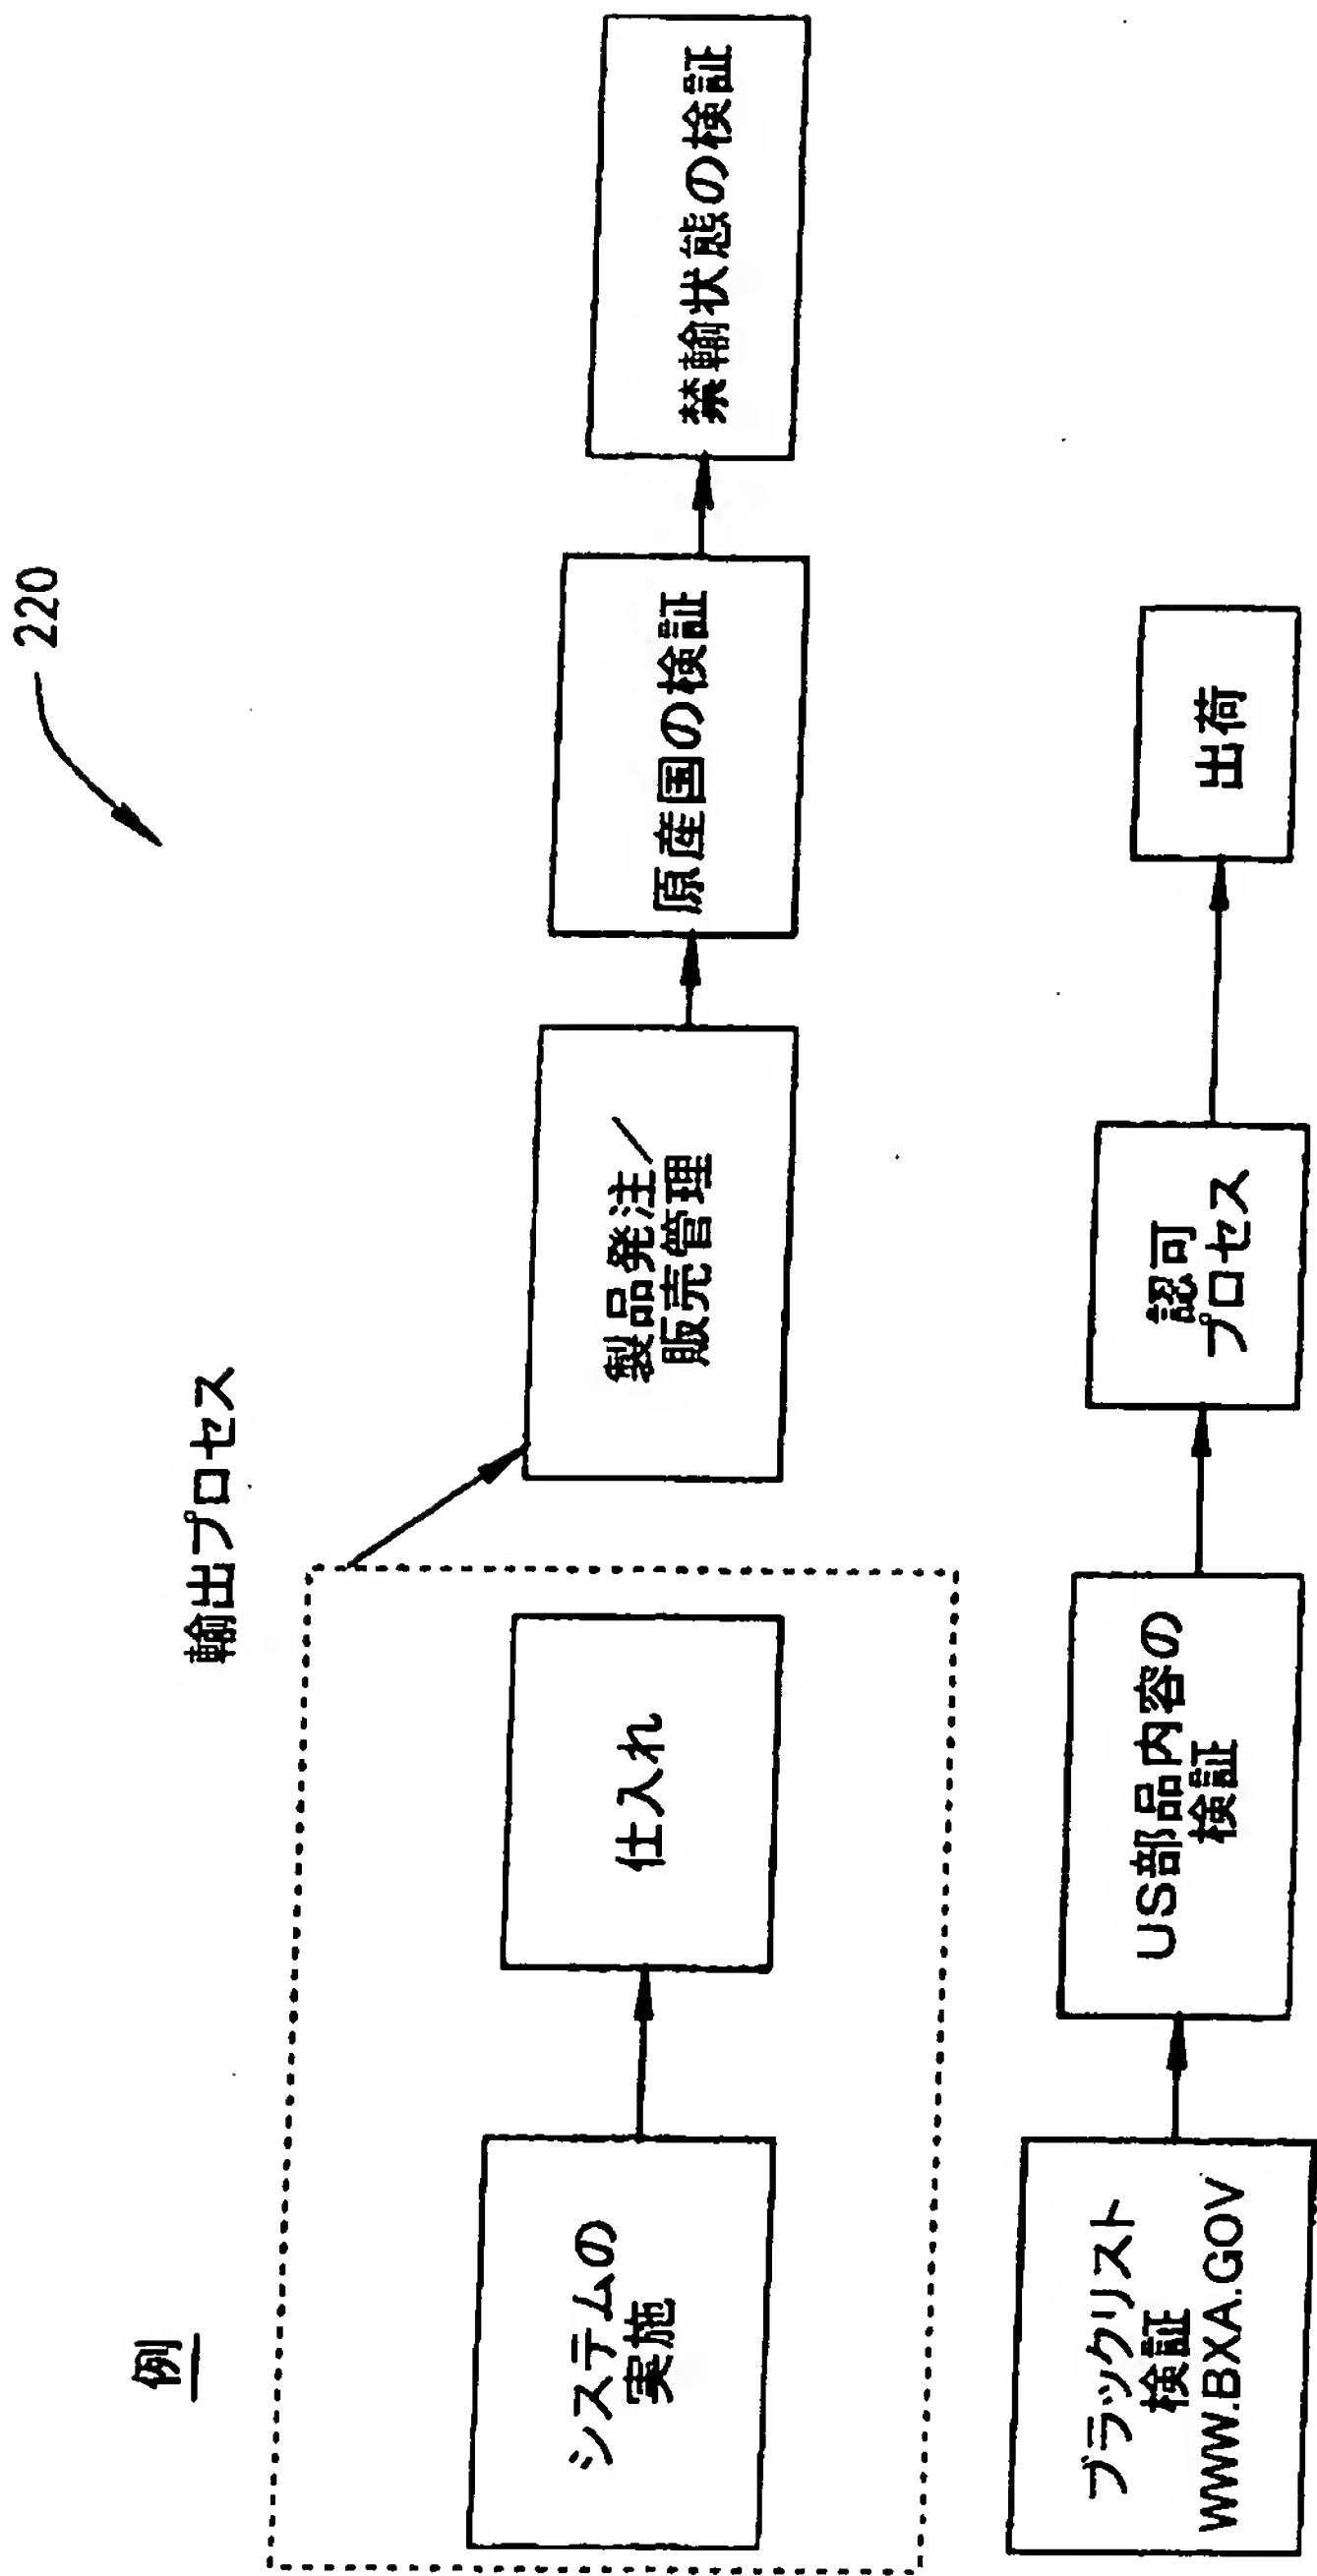 例
輸出プロセス
220
システムの
実施
仕入れ
製品発注／
販売管理
原産国の検証
禁輸状態の検証
ブラックリスト
検証
WWW.BXA.GOV
US部品内容の
検証
認可
プロセス
出荷